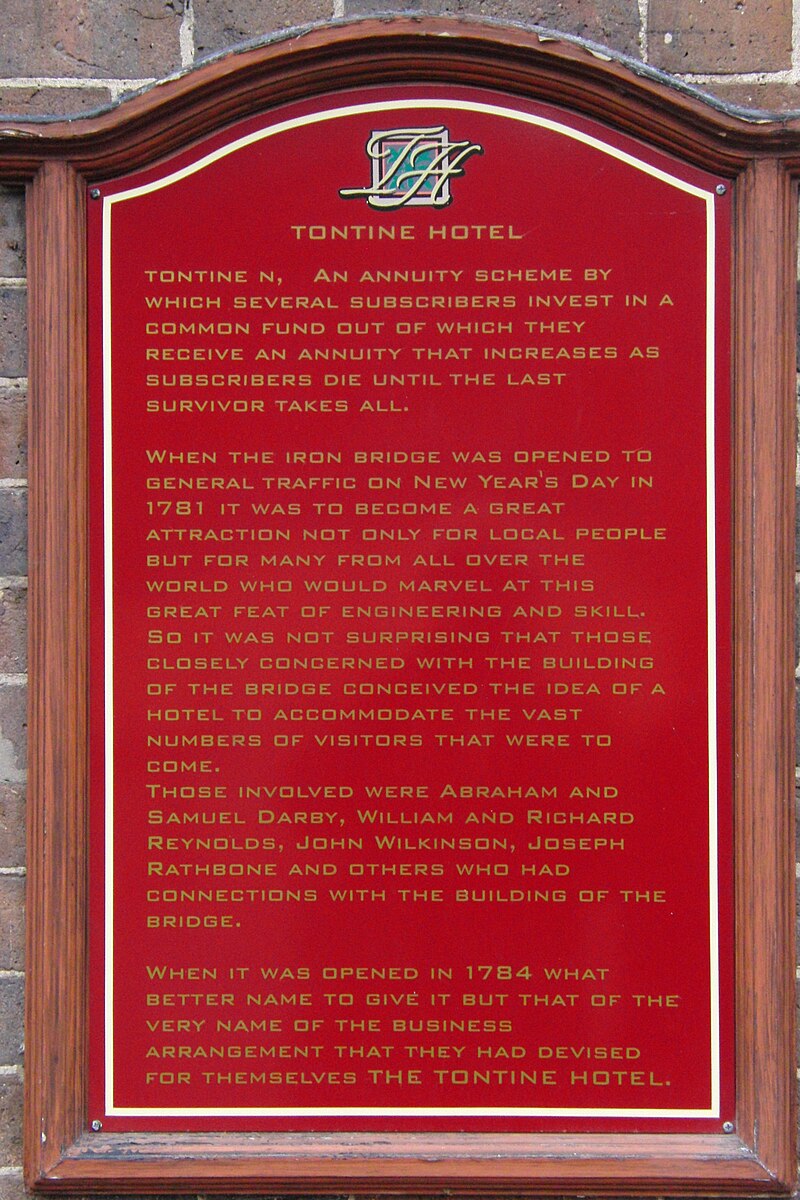 TH
TONTINE HOTEL
TONTINE N, AN ANNUITY SCHEME BY
WHICH SEVERAL SUBSCRIBERS INVEST IN A
COMMON FUND OUT OF WHICH THEY
RECEIVE AN ANNUITY THAT INCREASES AS
SUBSCRIBERS DIE UNTIL THE LAST
SURVIVOR TAKES ALL.
WHEN THE IRON BRIDGE WAS OPENED TO
GENERAL TRAFFIC ON NEW YEAR'S DAY IN
1781 IT WAS TO BECOME A GREAT
ATTRACTION NOT ONLY FOR LOCAL PEOPLE
BUT FOR MANY FROM ALL OVER THE
WORLD WHO WOULD MARVEL AT THIS
GREAT FEAT OF ENGINEERING AND SKILL.
SO IT WAS NOT SURPRISING THAT THOSE
CLOSELY CONCERNED WITH THE BUILDING
OF THE BRIDGE CONCEIVED THE IDEA OF A
HOTEL TO ACCOMMODATE THE VAST
NUMBERS OF VISITORS THAT WERE TO
COME.
THOSE INVOLVED WERE ABRAHAM AND
SAMUEL DARBY, WILLIAM AND RICHARD
REYNOLDS, JOHN WILKINSON, JOSEPH
RATHBONE AND OTHERS WHO HAD
CONNECTIONS WITH THE BUILDING OF THE
BRIDGE.
WHEN IT WAS OPENED IN 1784 WHAT
BETTER NAME TO GIVE IT BUT THAT OF THE
VERY NAME OF THE BUSINESS
ARRANGEMENT THAT THEY HAD DEVISED
FOR THEMSELVES THE TONTINE HOTEL.